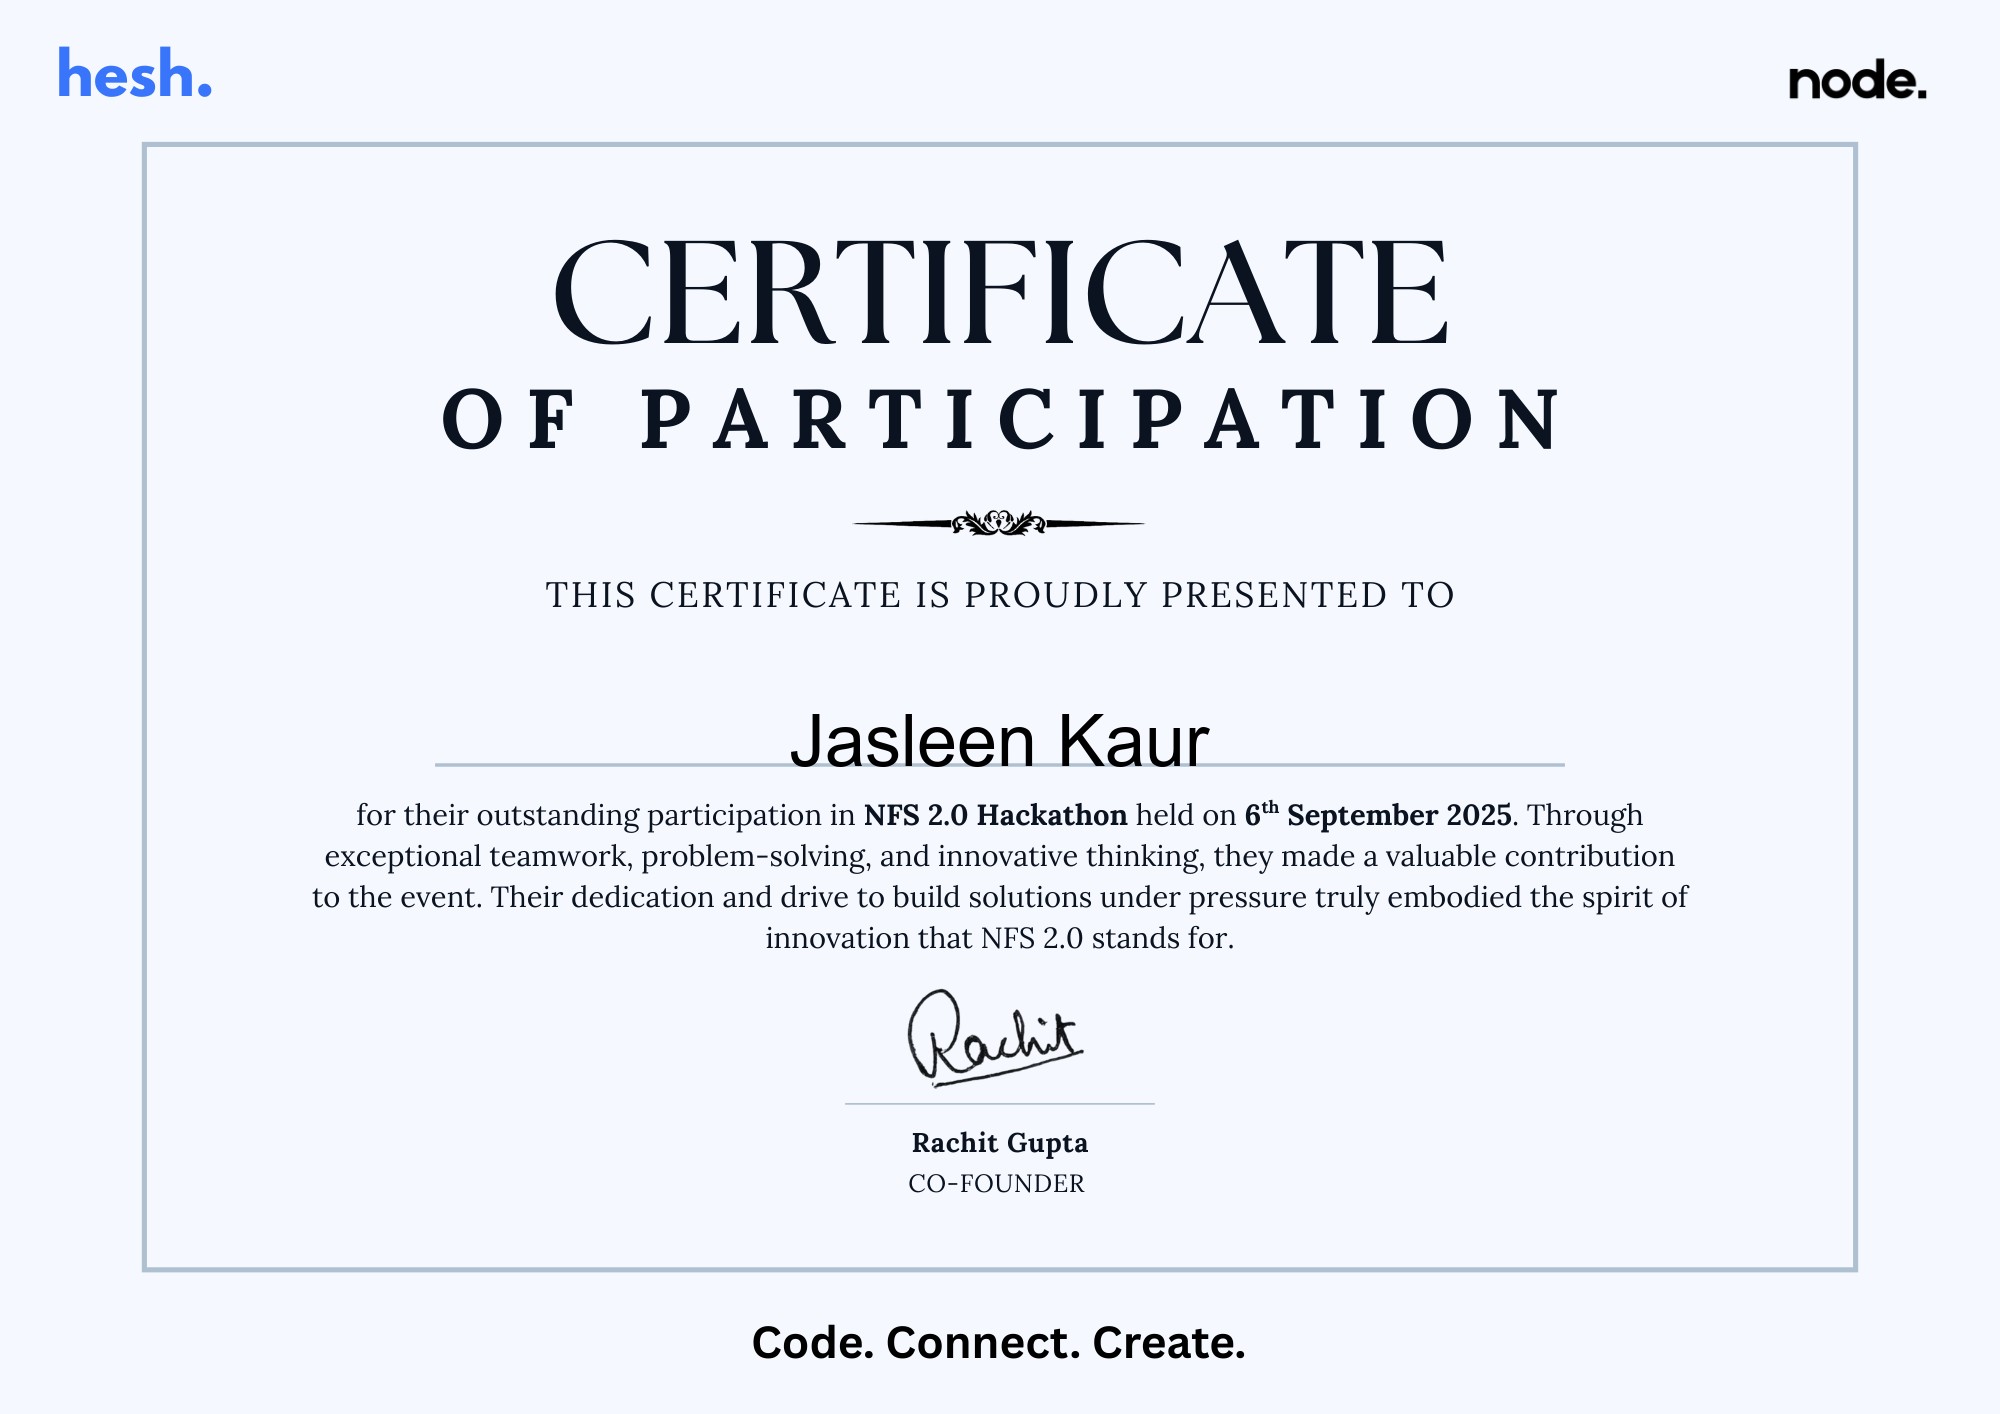 hesh.
node.
CERTIFICATE
OF PARTICIPATION
THIS CERTIFICATE IS PROUDLY PRESENTED TO
Jasleen Kaur
for their outstanding participation in NFS 2.0 Hackathon held on 6th September 2025. Through
exceptional teamwork, problem-solving, and innovative thinking, they made a valuable contribution
to the event. Their dedication and drive to build solutions under pressure truly embodied the spirit of
innovation that NFS 2.0 stands for.
Rachit
Rachit Gupta
CO-FOUNDER
Code. Connect. Create.